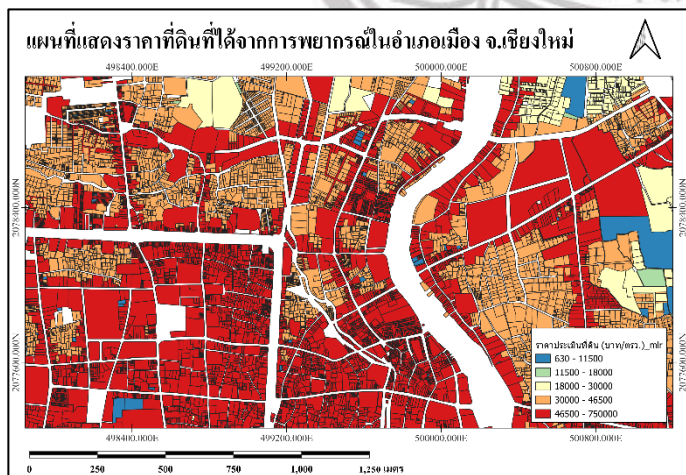 แผนที่แสดงราคาที่ดินที่ได้จากการพยากรณ์ในอำเภอเมือง จ.เชียงใหม่
498400.000E 499200.000E 500000.000E 500800.000E
2078400.000N 2078400.000N
2077600.000N 2077600.000N
ราคาประเมินที่ดิน (บาท/ตรว.)_mlr
630 - 11500
11500 - 18000
18000 - 30000
30000 - 46500
46500 - 750000
498400.000E 499200.000E 500000.000E 500800.000E
0 250 500 750 1,000 1,250 เมตร